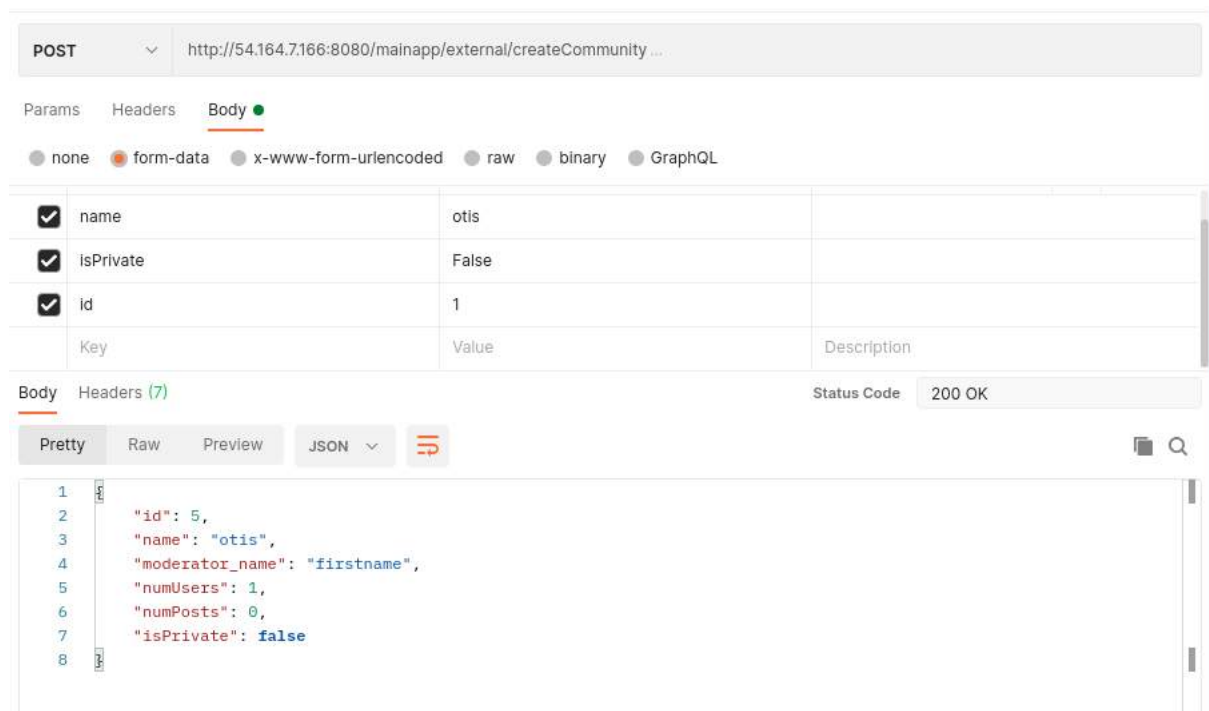 POST http://54.164.7.166:8080/mainapp/external/createCommunity ...
Params Headers Body
none form-data x-www-form-urlencoded raw binary GraphQL
name otis
isPrivate False
id 1
Key Value Description
Body Headers (7) Status Code 200 OK
Pretty Raw Preview JSON
1 {
2 "id": 5,
3 "name": "otis",
4 "moderator_name": "firstname",
5 "numUsers": 1,
6 "numPosts": 0,
7 "isPrivate": false
8 }